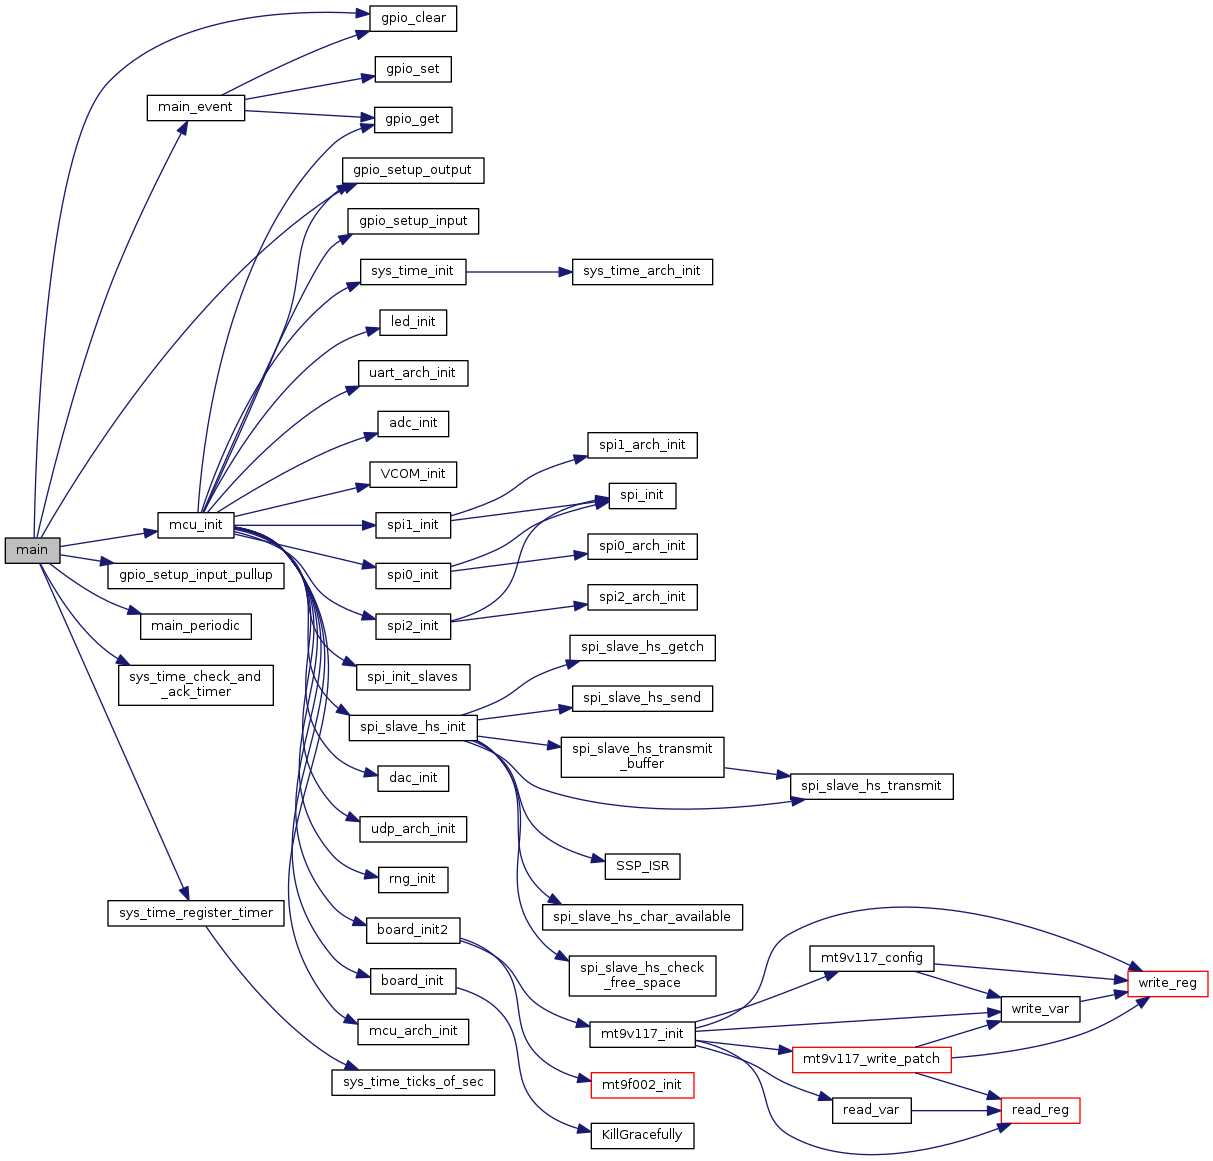 main
gpio_clear
main_event
gpio_set
gpio_get
gpio_setup_output
gpio_setup_input
sys_time_init
sys_time_arch_init
led_init
uart_arch_init
adc_init
VCOM_init
mcu_init
spi1_init
spi1_arch_init
spi_init
spi0_init
spi0_arch_init
spi2_init
spi2_arch_init
gpio_setup_input_pullup
main_periodic
sys_time_check_and
_ack_timer
spi_init_slaves
spi_slave_hs_init
spi_slave_hs_getch
spi_slave_hs_send
spi_slave_hs_transmit
_buffer
spi_slave_hs_transmit
SSP_ISR
spi_slave_hs_char_available
spi_slave_hs_check
_free_space
dac_init
udp_arch_init
rng_init
board_init2
board_init
mcu_arch_init
sys_time_register_timer
sys_time_ticks_of_sec
mt9v117_init
mt9f002_init
KillGracefully
mt9v117_config
write_reg
write_var
mt9v117_write_patch
read_var
read_reg